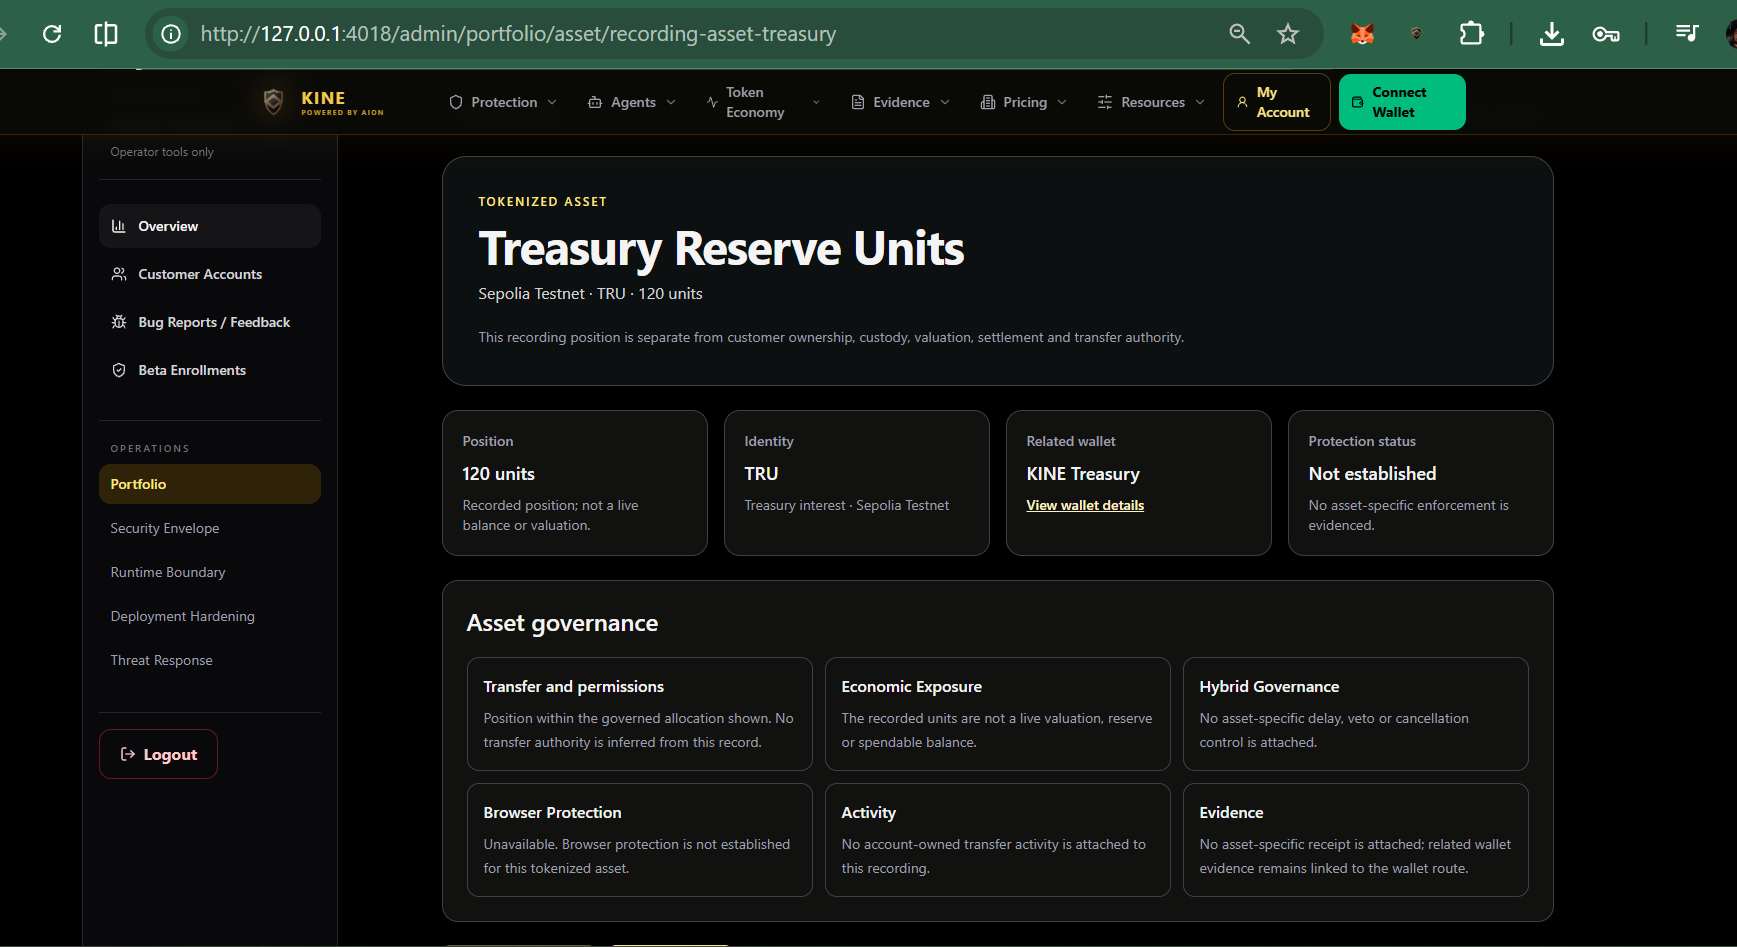 http://127.0.0.1:4018/admin/portfolio/asset/recording-asset-treasury
KINE
POWERED BY AION
Protection
Agents
Token
Economy
Evidence
Pricing
Resources
My
Account
Connect
Wallet
Operator tools only
Overview
Customer Accounts
Bug Reports / Feedback
Beta Enrollments
OPERATIONS
Portfolio
Security Envelope
Runtime Boundary
Deployment Hardening
Threat Response
Logout
TOKENIZED ASSET
Treasury Reserve Units
Sepolia Testnet · TRU · 120 units
This recording position is separate from customer ownership, custody, valuation, settlement and transfer authority.
Position
120 units
Recorded position; not a live
balance or valuation.
Identity
TRU
Treasury interest · Sepolia Testnet
Related wallet
KINE Treasury
View wallet details
Protection status
Not established
No asset-specific enforcement is
evidenced.
Asset governance
Transfer and permissions
Position within the governed allocation shown. No
transfer authority is inferred from this record.
Economic Exposure
The recorded units are not a live valuation, reserve
or spendable balance.
Hybrid Governance
No asset-specific delay, veto or cancellation
control is attached.
Browser Protection
Unavailable. Browser protection is not established
for this tokenized asset.
Activity
No account-owned transfer activity is attached to
this recording.
Evidence
No asset-specific receipt is attached; related wallet
evidence remains linked to the wallet route.